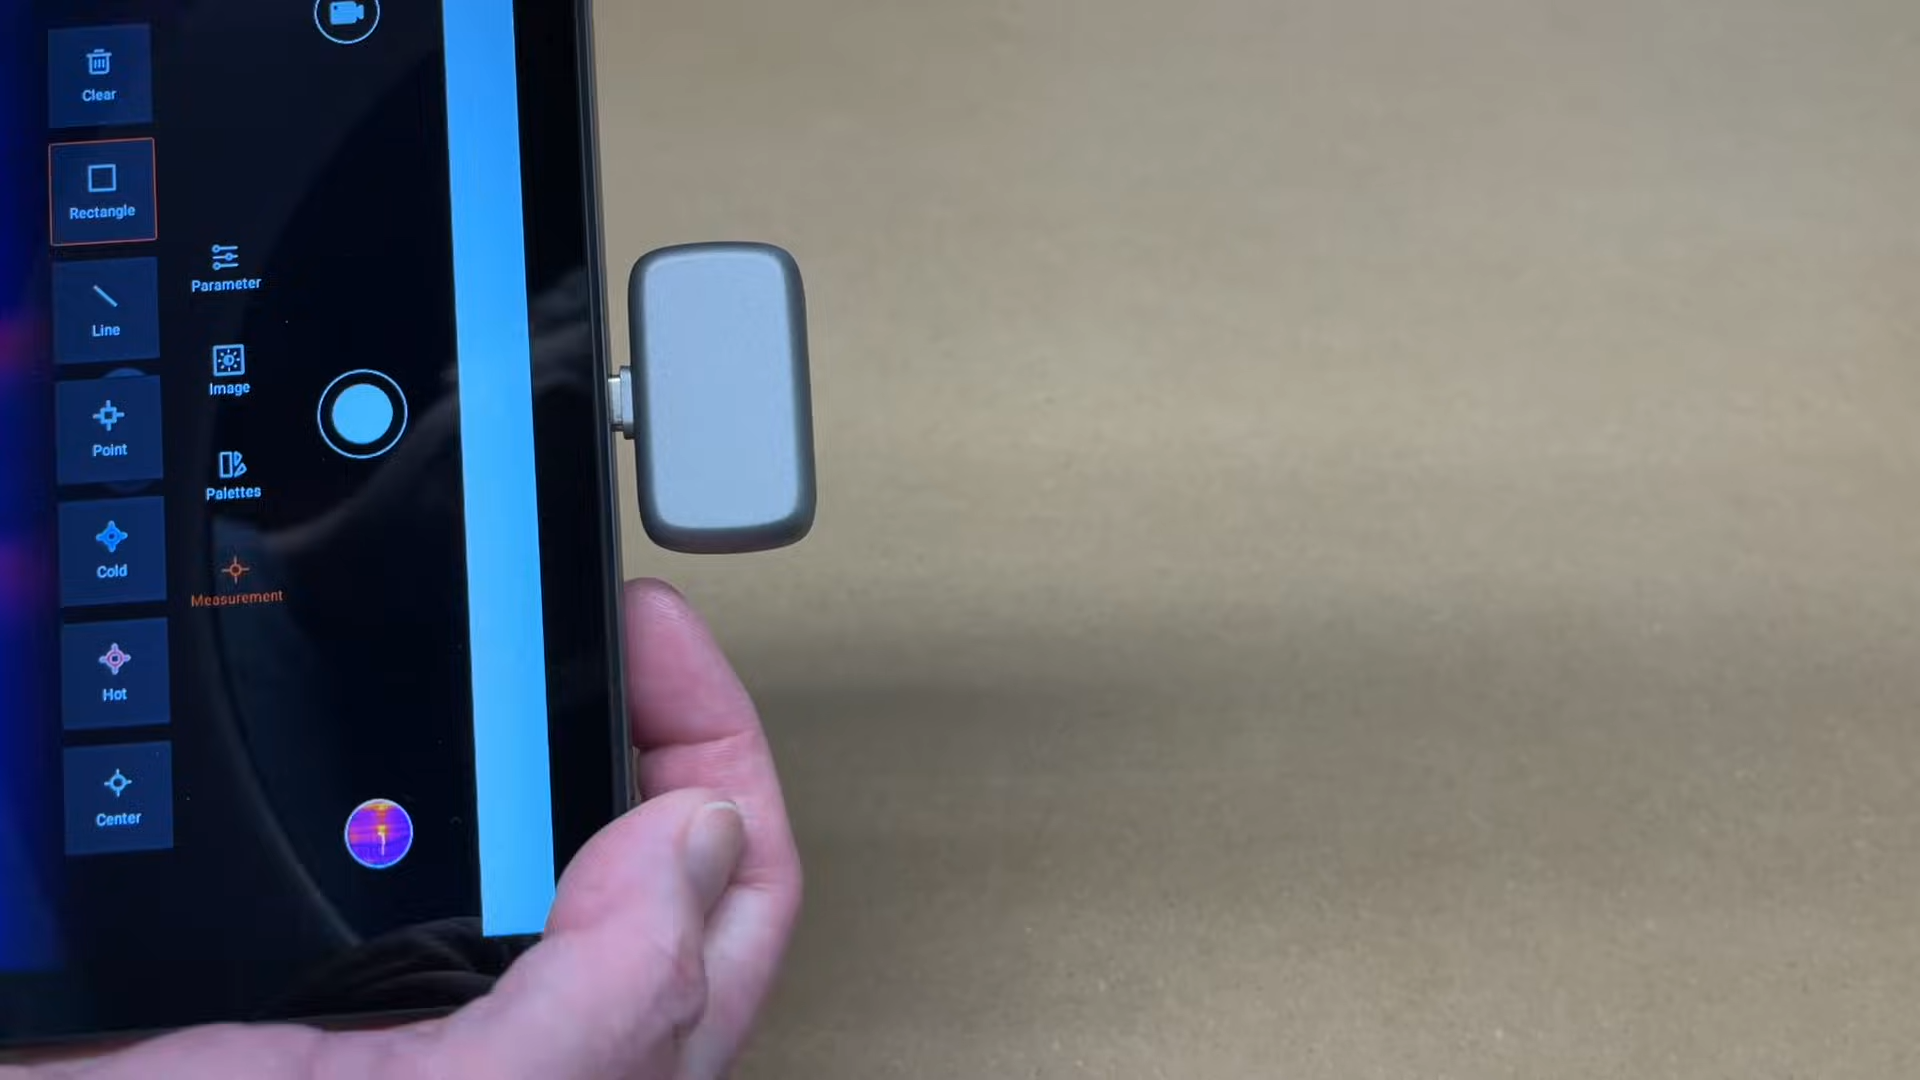 Clear
Rectangle
Line
Point
Cold
Hot
Center
Parameter
Image
Palettes
Measurement